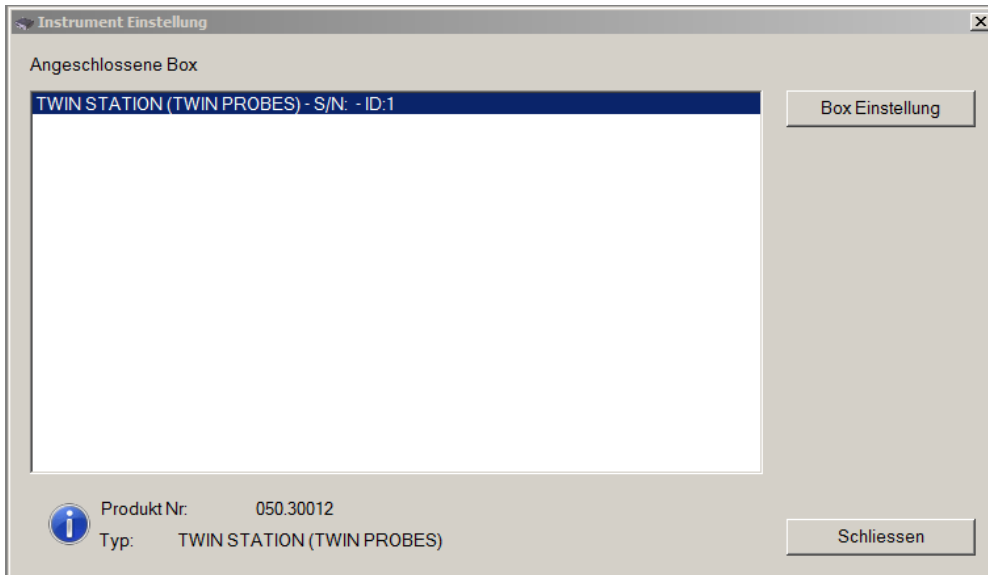 Instrument Einstellung
Angeschlossene Box
TWIN STATION (TWIN PROBES) - S/N: - ID:1
Box Einstellung
Produkt Nr: 050.30012
Typ: TWIN STATION (TWIN PROBES)
Schliessen